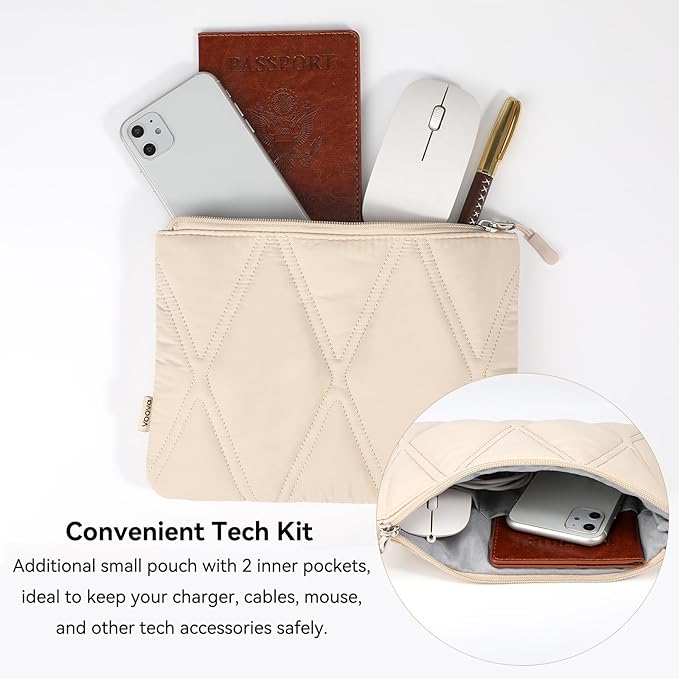 PASSPORT
voova
Convenient Tech Kit
Additional small pouch with 2 inner pockets,
ideal to keep your charger, cables, mouse,
and other tech accessories safely.